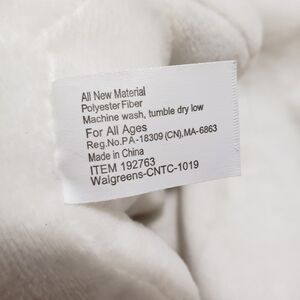 All New Material
Polyester Fiber
Machine wash, tumble dry low
For All Ages
Reg.No.PA-18309 (CN),MA-6863
Made in China
ITEM 192763
Walgreens-CNTC-1019